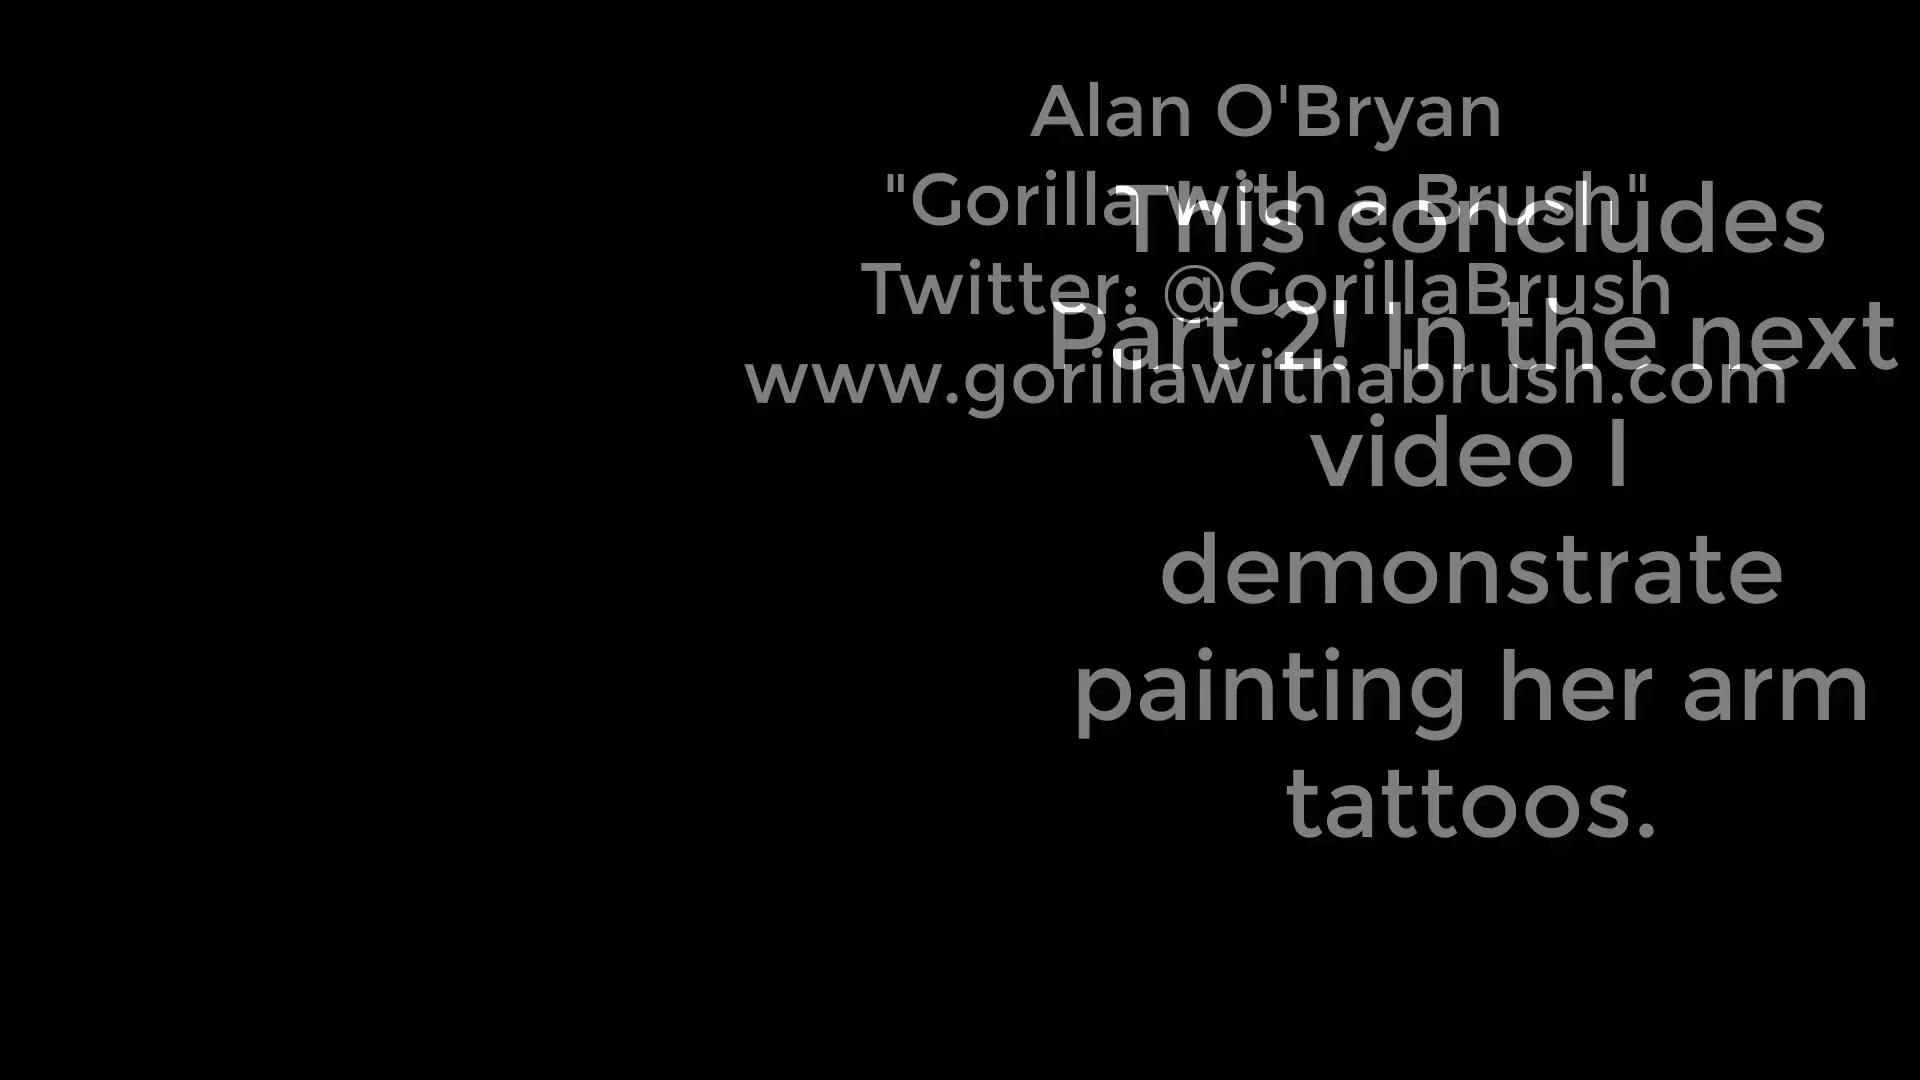 Alan O'Bryan
"Gorilla with a Brush"
Twitter: @GorillaBrush
www.gorillawithabrush.com
This concludes
Part 2! In the next
video I
demonstrate
painting her arm
tattoos.